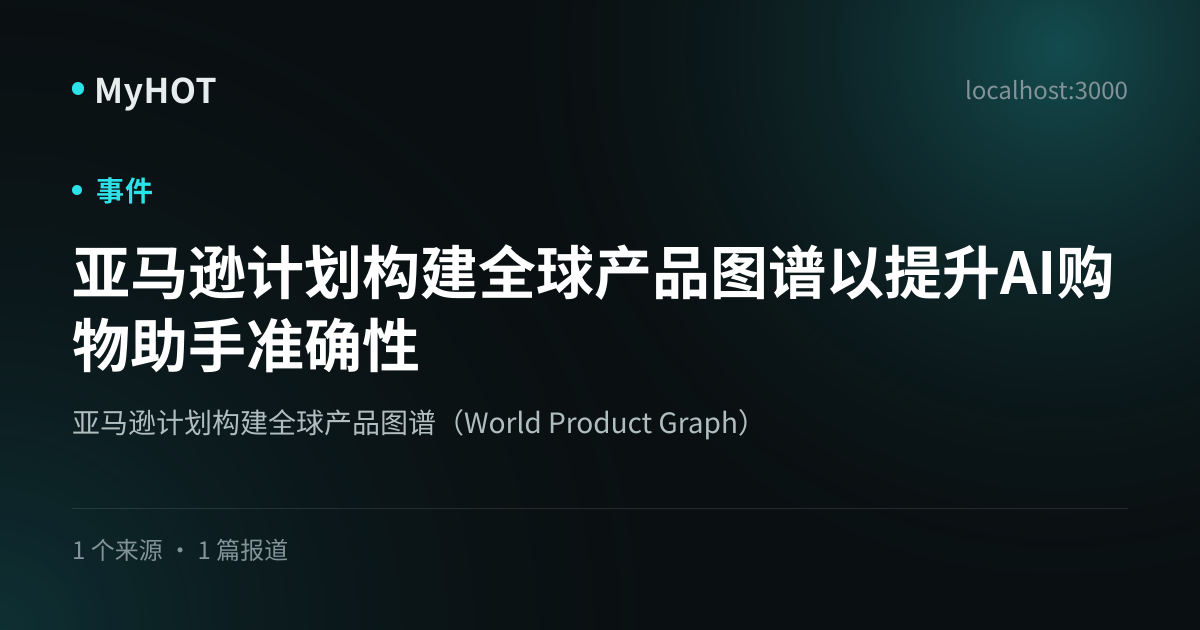 MyHOT
localhost:3000
事件
亚马逊计划构建全球产品图谱以提升AI购
物助手准确性
亚马逊计划构建全球产品图谱（World Product Graph）
1 个来源 · 1 篇报道